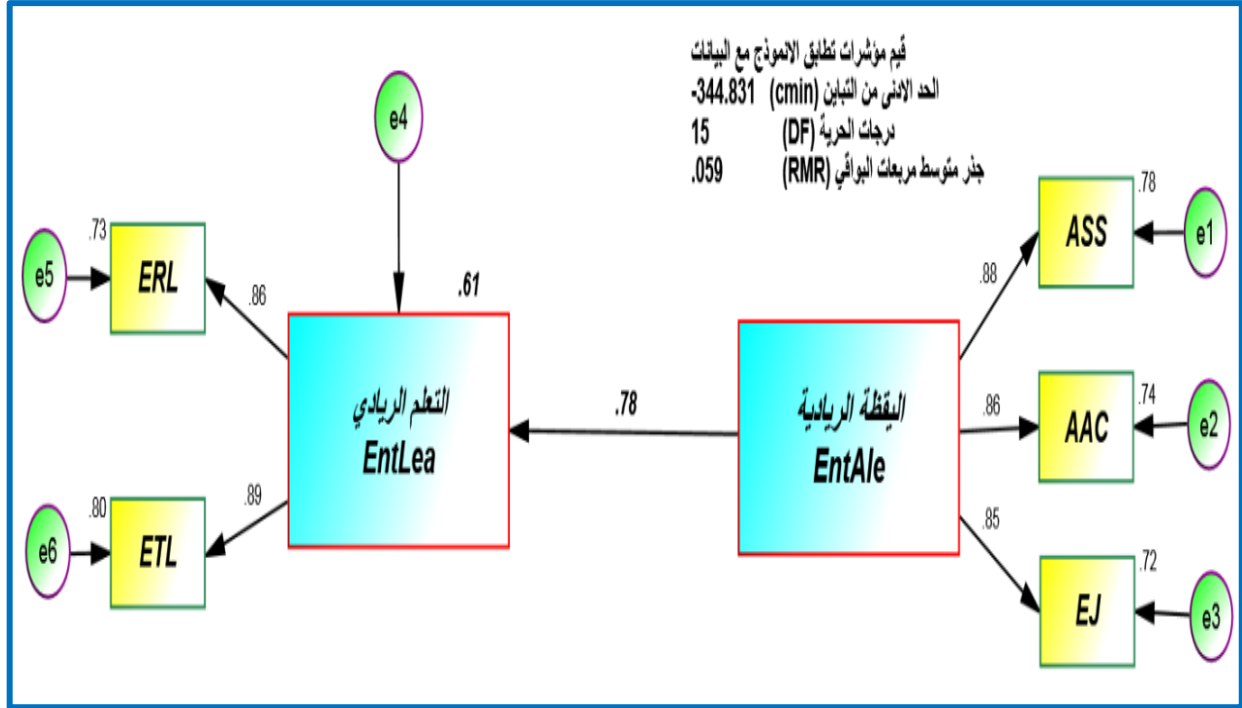 قيم مؤشرات تطابق الانموذج مع البيانات
الحد الادنى من التباين (cmin) -344.831
درجات الحرية (DF) 15
جذر متوسط مربعات البواقي (RMR) .059
e4
.78
ASS
e1
.73
ERL
e5
.86
.61
.88
التعلم الريادي
EntLea
.78
اليقظة الريادية
EntAle
.86
.74
AAC
e2
.80
ETL
e6
.89
.85
.72
EJ
e3